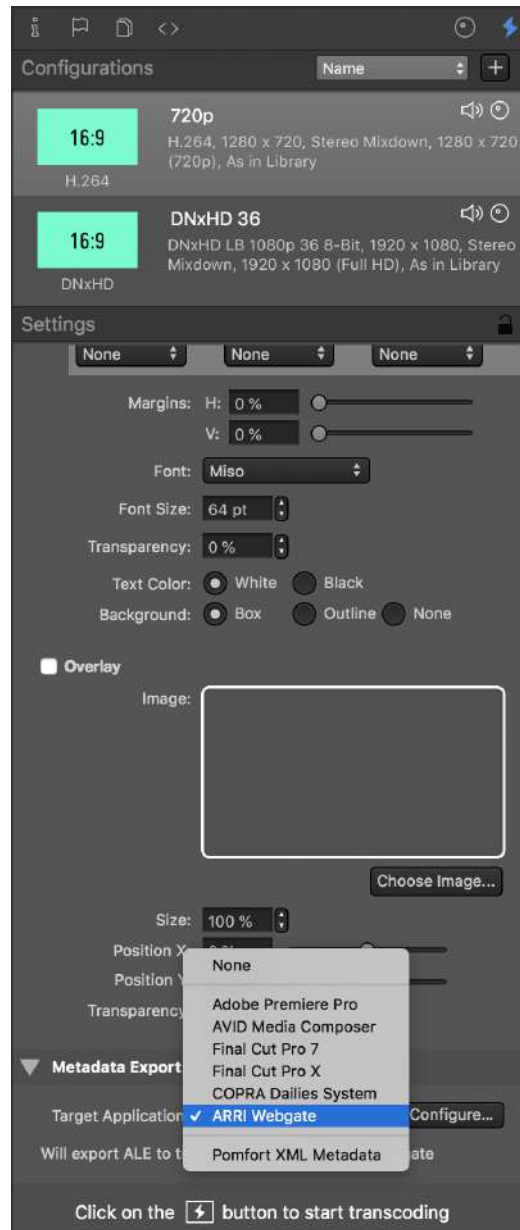 Configurations
Name
720p
16:9
H.264
H.264, 1280 x 720, Stereo Mixdown, 1280 x 720
(720p), As in Library
DNxHD 36
16:9
DNxHD
DNxHD LB 1080p 36 8-Bit, 1920 x 1080, Stereo
Mixdown, 1920 x 1080 (Full HD), As in Library
Settings
None None None
Margins: H: 0 %
V: 0 %
Font: Miso
Font Size: 64 pt
Transparency: 0 %
Text Color: White Black
Background: Box Outline None
Overlay
Image:
Choose Image...
Size: 100 %
Position X
Position
Transparency
None
Adobe Premiere Pro
AVID Media Composer
Final Cut Pro 7
Final Cut Pro X
COPRA Dailies System
✓ ARRI Webgate
Pomfort XML Metadata
Metadata Export
Target Application Configure...
Will export ALE to t ate
Click on the button to start transcoding